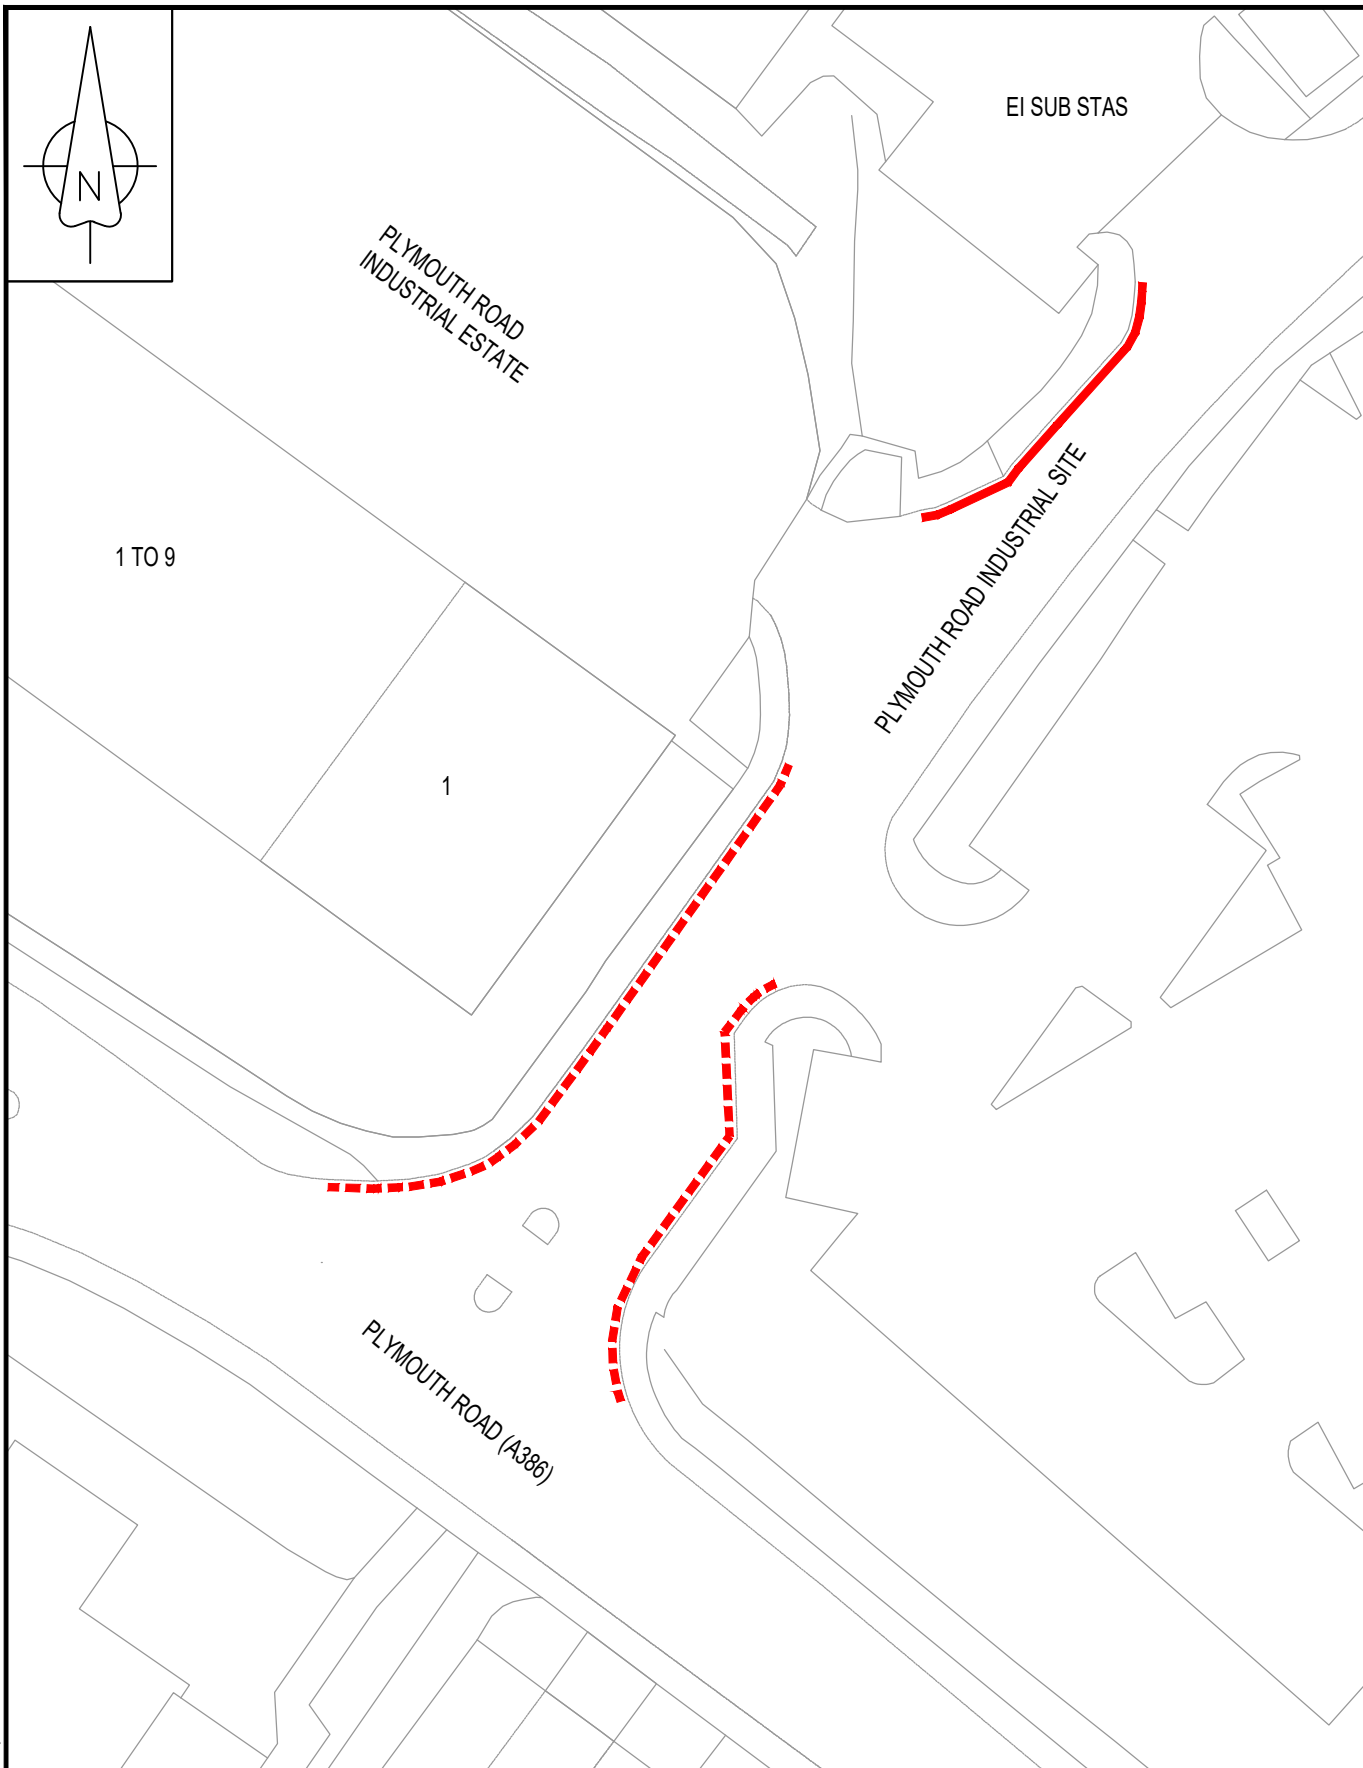 N
EI SUB STAS
PLYMOUTH ROAD
INDUSTRIAL ESTATE
1 TO 9
PLYMOUTH ROAD INDUSTRIAL SITE
1
PLYMOUTH ROAD (A386)